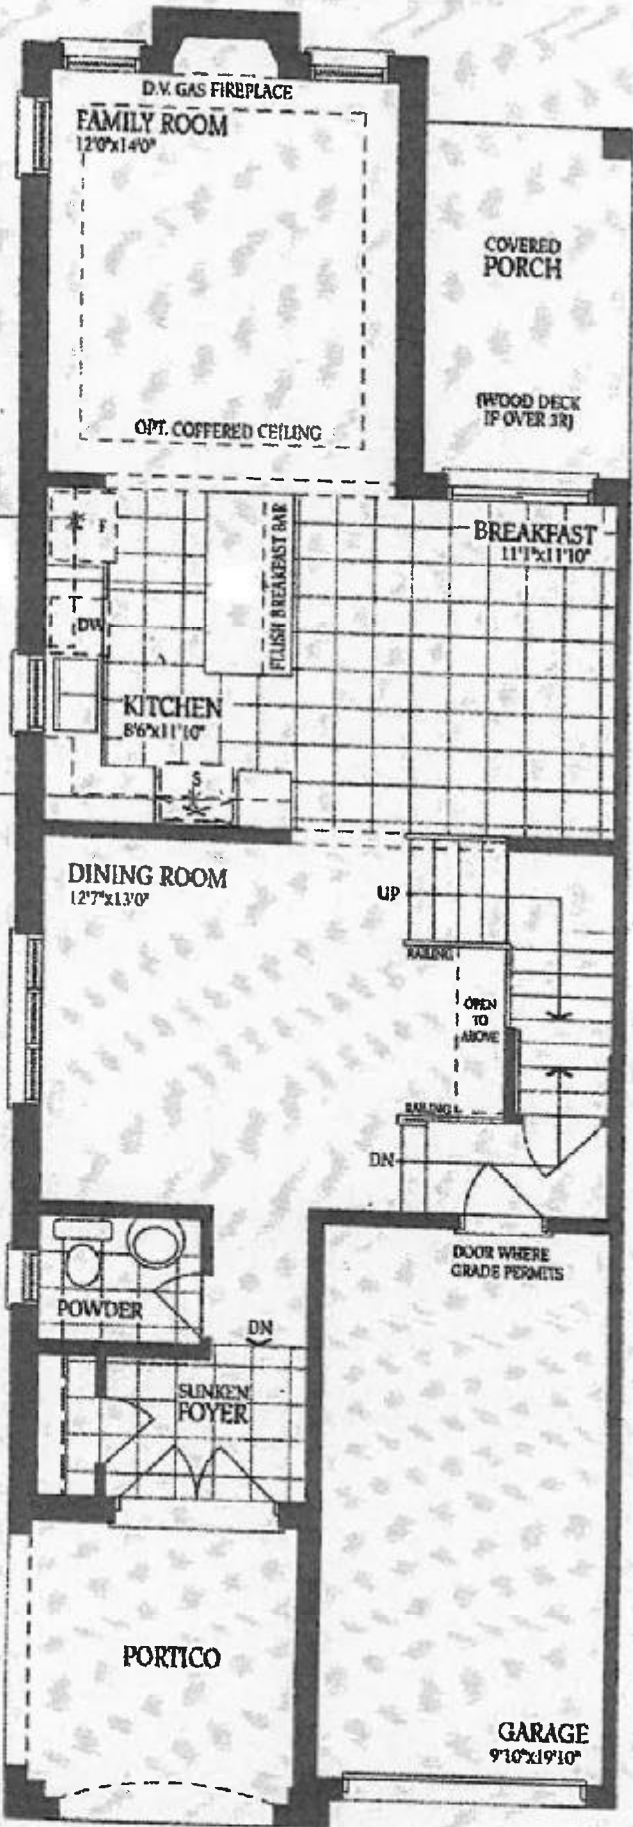 D.V. GAS FIREPLACE
FAMILY ROOM
12'0"x14'0"
COVERED
PORCH
(WOOD DECK
IF OVER 3R)
OPT. COFFERED CEILING
F
FLUSH BREAKFAST BAR
BREAKFAST
11'1"x11'10"
DW
KITCHEN
8'6"x11'10"
S
DINING ROOM
12'7"x13'0"
UP
RAILING
OPEN
TO
ABOVE
RAILING
DN
DOOR WHERE
GRADE PERMITS
POWDER
DN
SUNKEN
FOYER
PORTICO
GARAGE
9'10"x19'10"